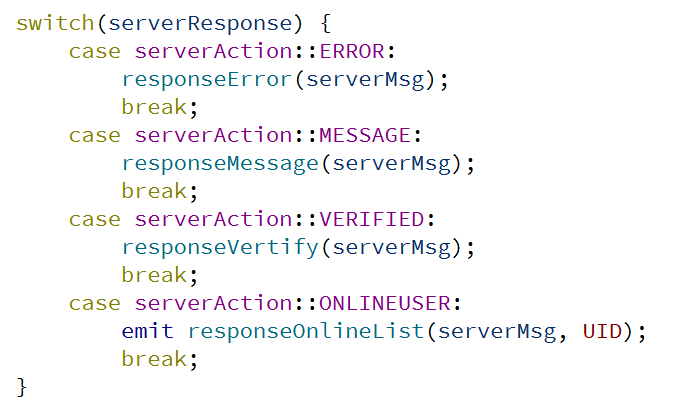 switch(serverResponse) {
    case serverAction::ERROR:
        responseError(serverMsg);
        break;
    case serverAction::MESSAGE:
        responseMessage(serverMsg);
        break;
    case serverAction::VERIFIED:
        responseVertify(serverMsg);
        break;
    case serverAction::ONLINEUSER:
        emit responseOnlineList(serverMsg, UID);
        break;
}